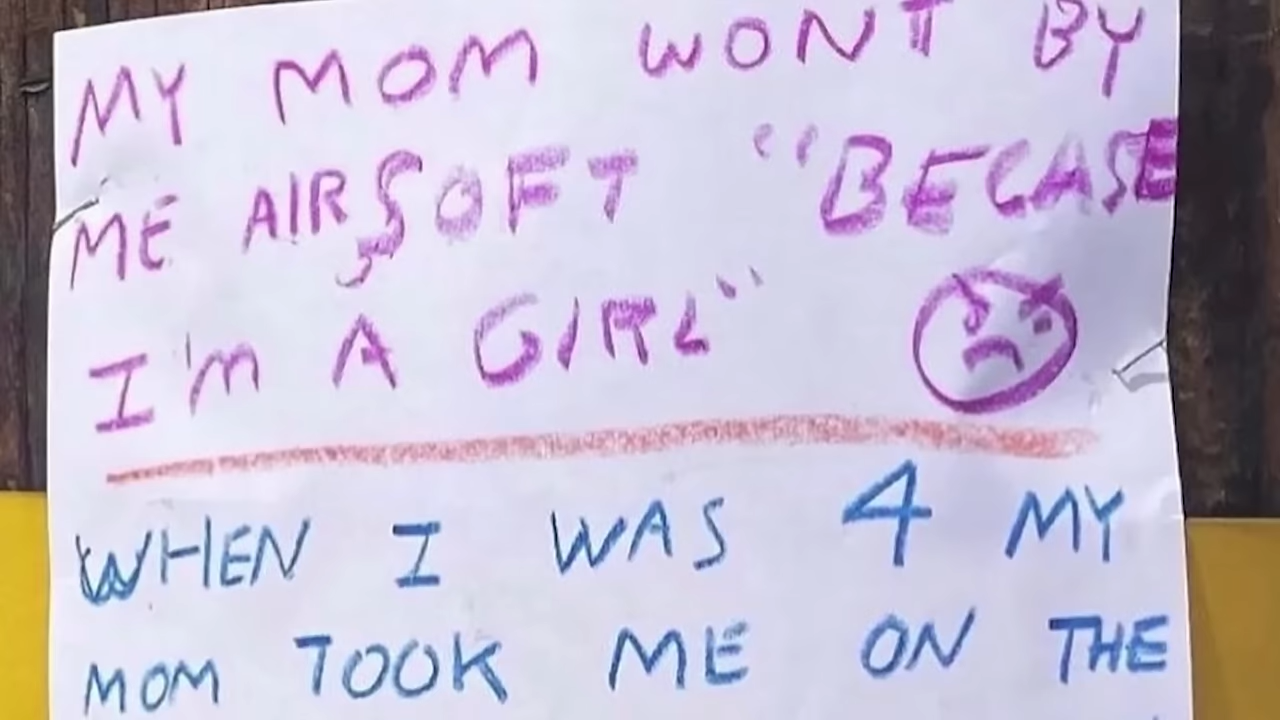 MY MOM WONT BY
ME AIRSOFT "BECASE
I'M A GIRL"
WHEN I WAS 4 MY
MOM TOOK ME ON THE